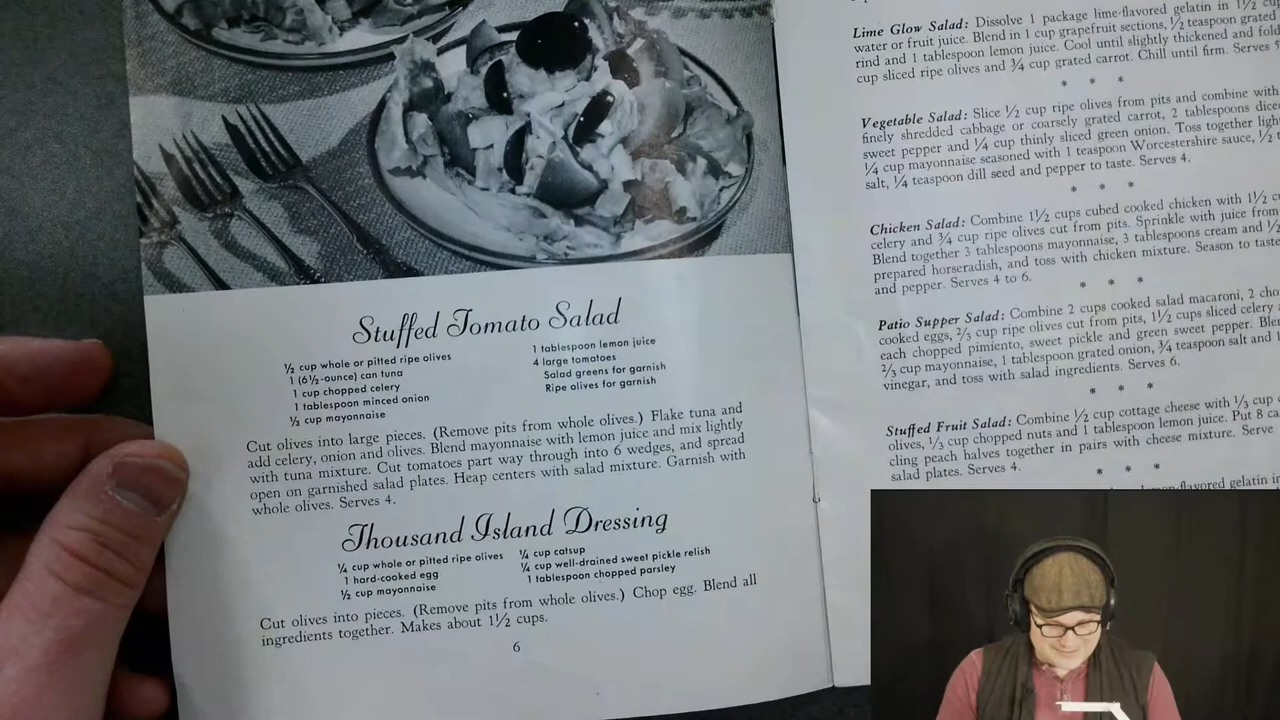 Stuffed Tomato Salad
½ cup whole or pitted ripe olives
1 (6½-ounce) can tuna
1 cup chopped celery
1 tablespoon minced onion
⅓ cup mayonnaise
1 tablespoon lemon juice
4 large tomatoes
Salad greens for garnish
Ripe olives for garnish
Cut olives into large pieces. (Remove pits from whole olives.) Flake tuna and
add celery, onion and olives. Blend mayonnaise with lemon juice and mix lightly
with tuna mixture. Cut tomatoes part way through into 6 wedges, and spread
open on garnished salad plates. Heap centers with salad mixture. Garnish with
whole olives. Serves 4.
Thousand Island Dressing
¼ cup whole or pitted ripe olives
1 hard-cooked egg
½ cup mayonnaise
¼ cup catsup
¼ cup well-drained sweet pickle relish
1 tablespoon chopped parsley
Cut olives into pieces. (Remove pits from whole olives.) Chop egg. Blend all
ingredients together. Makes about 1½ cups.
6
Lime Glow Salad: Dissolve 1 package lime-flavored gelatin in 1½
water or fruit juice. Blend in 1 cup grapefruit sections, ½ teaspoon grated
rind and 1 tablespoon lemon juice. Cool until slightly thickened and fold
cup sliced ripe olives and ¾ cup grated carrot. Chill until firm. Serves
* * *
Vegetable Salad: Slice ½ cup ripe olives from pits and combine with
finely shredded cabbage or coarsely grated carrot, 2 tablespoons
sweet pepper and ¼ cup thinly sliced green onion. Toss together
¼ cup mayonnaise seasoned with 1 teaspoon Worcestershire sauce, ½
salt, ¼ teaspoon dill seed and pepper to taste. Serves 4.
* * *
Chicken Salad: Combine 1½ cups cubed cooked chicken with 1½
celery and ¾ cup ripe olives cut from pits. Sprinkle with juice from
Blend together 3 tablespoons mayonnaise, 3 tablespoons cream and ½
prepared horseradish, and toss with chicken mixture. Season to taste
and pepper. Serves 4 to 6.
* * *
Patio Supper Salad: Combine 2 cups cooked salad macaroni, 2
cooked eggs, ⅔ cup ripe olives cut from pits, 1½ cups sliced celery
each chopped pimiento, sweet pickle and green sweet pepper.
⅔ cup mayonnaise, 1 tablespoon grated onion, ¾ teaspoon salt and 1
vinegar, and toss with salad ingredients. Serves 6.
* * *
Stuffed Fruit Salad: Combine ½ cup cottage cheese with ⅓ cup
olives, ⅓ cup chopped nuts and 1 tablespoon lemon juice. Put 8
cling peach halves together in pairs with cheese mixture. Serve
salad plates. Serves 4.
* * *
gelatin in